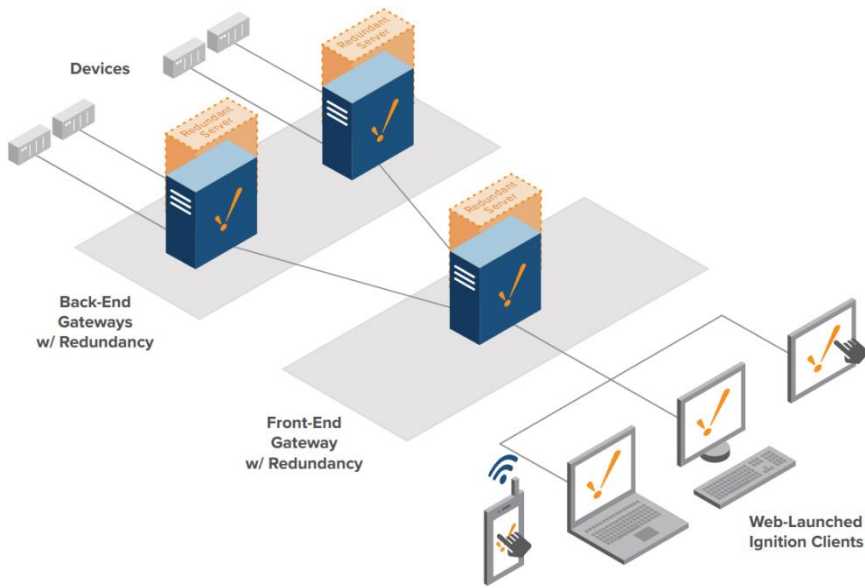 Redundant
Server
Devices
Redundant
Server
Redundant
Server
Back-End
Gateways
w/ Redundancy
Front-End
Gateway
w/ Redundancy
Web-Launched
Ignition Clients